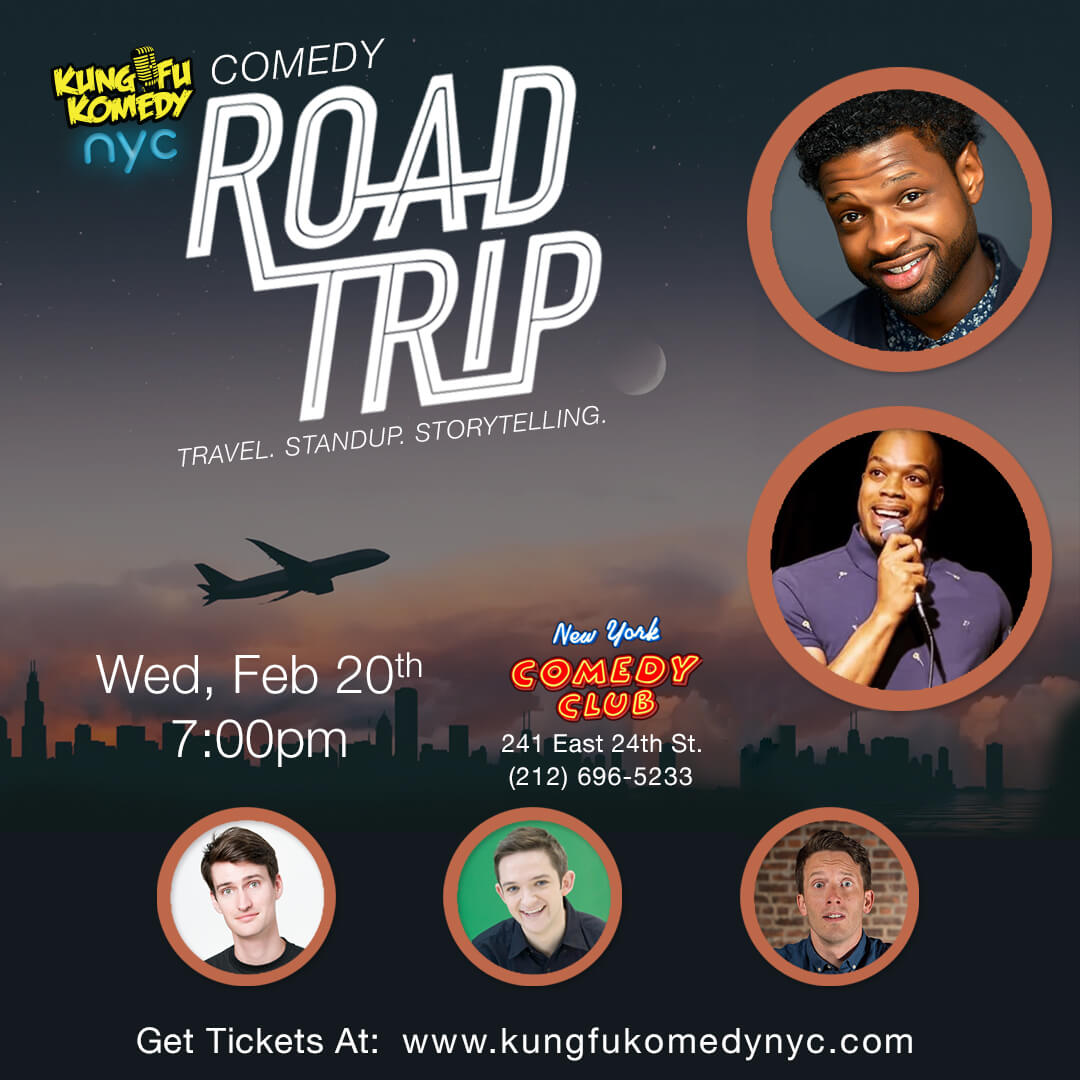 KUNG FU
KOMEDY
nyc
COMEDY
ROAD
TRIP
TRAVEL. STANDUP. STORYTELLING.
Wed, Feb 20th
7:00pm
New York
COMEDY
CLUB
241 East 24th St.
(212) 696-5233
Get Tickets At: www.kungfukomedynyc.com